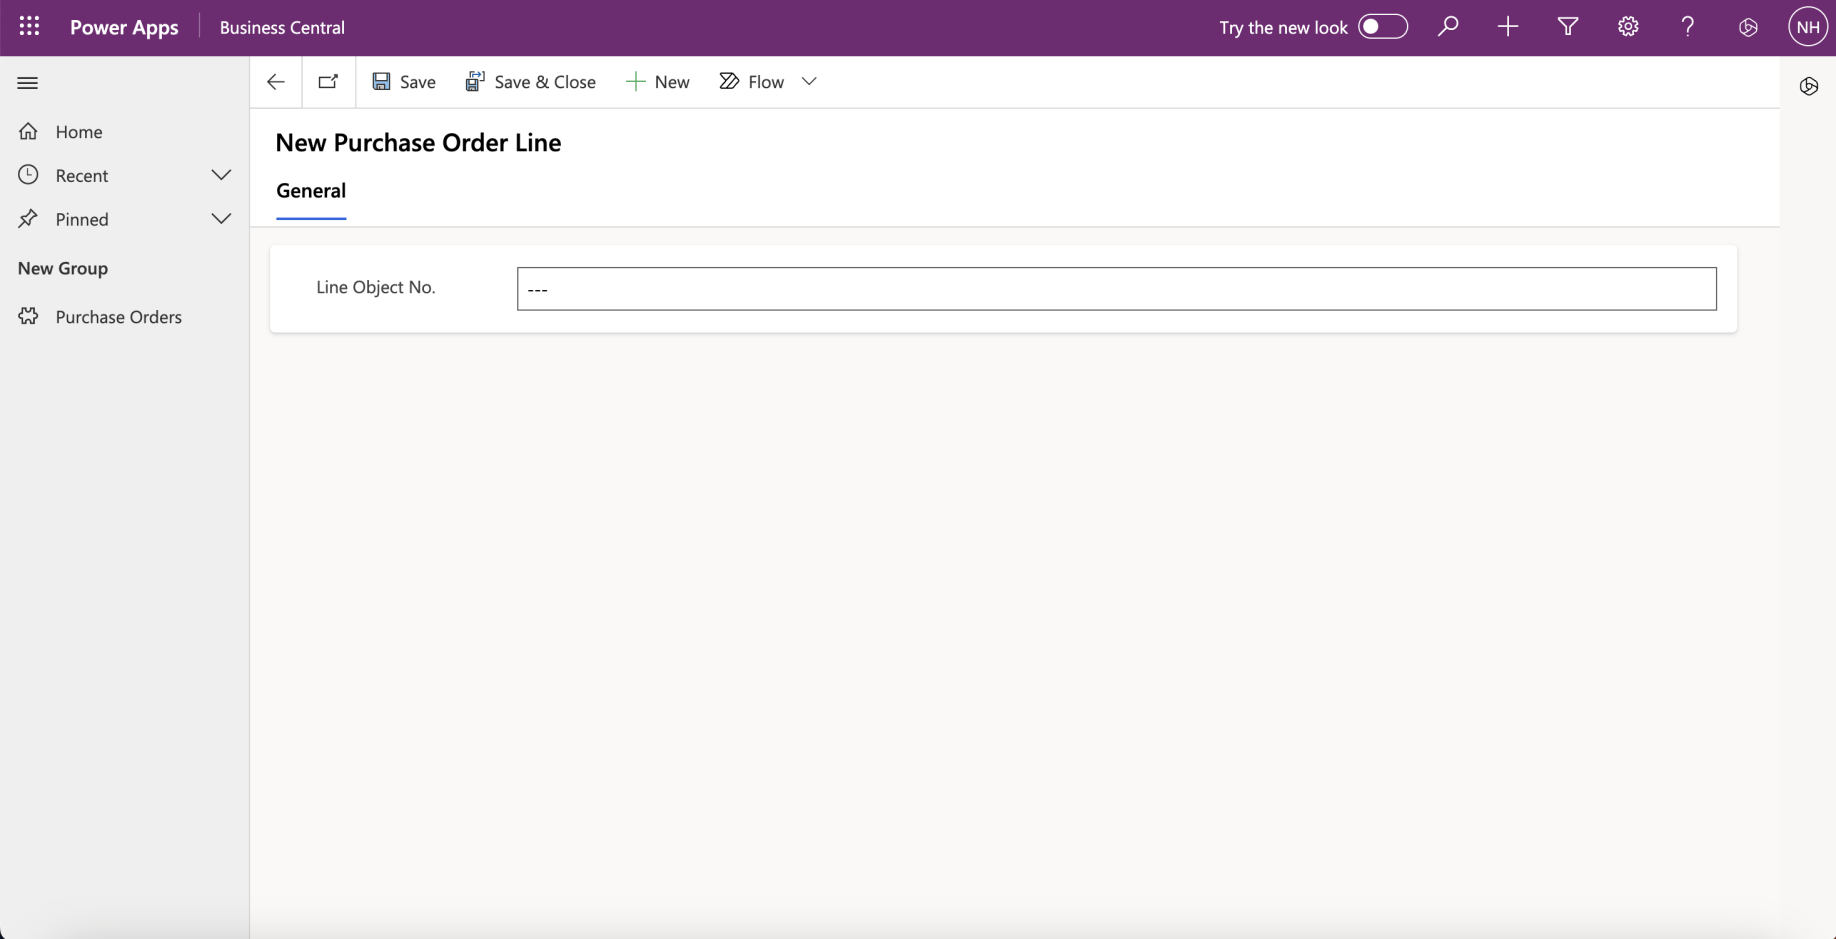 Power Apps Business Central Try the new look ? NH
Save Save & Close New Flow
Home
Recent
Pinned
New Group
Purchase Orders
New Purchase Order Line
General
Line Object No. ---